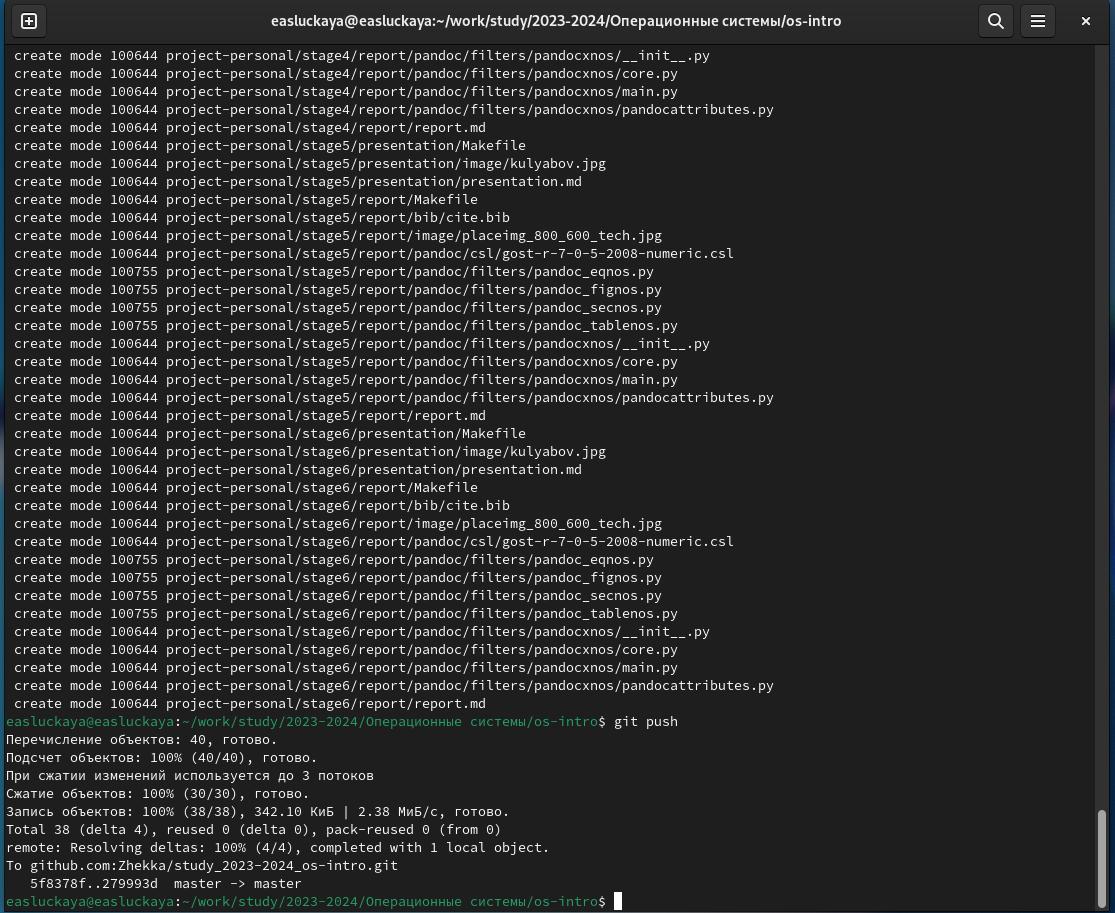 easluckaya@easluckaya:~/work/study/2023-2024/Операционные системы/os-intro
create mode 100644 project-personal/stage4/report/pandoc/filters/pandocxnos/__init__.py
create mode 100644 project-personal/stage4/report/pandoc/filters/pandocxnos/core.py
create mode 100644 project-personal/stage4/report/pandoc/filters/pandocxnos/main.py
create mode 100644 project-personal/stage4/report/pandoc/filters/pandocxnos/pandocattributes.py
create mode 100644 project-personal/stage4/report/report.md
create mode 100644 project-personal/stage5/presentation/Makefile
create mode 100644 project-personal/stage5/presentation/image/kulyabov.jpg
create mode 100644 project-personal/stage5/presentation/presentation.md
create mode 100644 project-personal/stage5/report/Makefile
create mode 100644 project-personal/stage5/report/bib/cite.bib
create mode 100644 project-personal/stage5/report/image/placeimg_800_600_tech.jpg
create mode 100644 project-personal/stage5/report/pandoc/csl/gost-r-7-0-5-2008-numeric.csl
create mode 100755 project-personal/stage5/report/pandoc/filters/pandoc_eqnos.py
create mode 100755 project-personal/stage5/report/pandoc/filters/pandoc_fignos.py
create mode 100755 project-personal/stage5/report/pandoc/filters/pandoc_secnos.py
create mode 100755 project-personal/stage5/report/pandoc/filters/pandoc_tablenos.py
create mode 100644 project-personal/stage5/report/pandoc/filters/pandocxnos/__init__.py
create mode 100644 project-personal/stage5/report/pandoc/filters/pandocxnos/core.py
create mode 100644 project-personal/stage5/report/pandoc/filters/pandocxnos/main.py
create mode 100644 project-personal/stage5/report/pandoc/filters/pandocxnos/pandocattributes.py
create mode 100644 project-personal/stage5/report/report.md
create mode 100644 project-personal/stage6/presentation/Makefile
create mode 100644 project-personal/stage6/presentation/image/kulyabov.jpg
create mode 100644 project-personal/stage6/presentation/presentation.md
create mode 100644 project-personal/stage6/report/Makefile
create mode 100644 project-personal/stage6/report/bib/cite.bib
create mode 100644 project-personal/stage6/report/image/placeimg_800_600_tech.jpg
create mode 100644 project-personal/stage6/report/pandoc/csl/gost-r-7-0-5-2008-numeric.csl
create mode 100755 project-personal/stage6/report/pandoc/filters/pandoc_eqnos.py
create mode 100755 project-personal/stage6/report/pandoc/filters/pandoc_fignos.py
create mode 100755 project-personal/stage6/report/pandoc/filters/pandoc_secnos.py
create mode 100755 project-personal/stage6/report/pandoc/filters/pandoc_tablenos.py
create mode 100644 project-personal/stage6/report/pandoc/filters/pandocxnos/__init__.py
create mode 100644 project-personal/stage6/report/pandoc/filters/pandocxnos/core.py
create mode 100644 project-personal/stage6/report/pandoc/filters/pandocxnos/main.py
create mode 100644 project-personal/stage6/report/pandoc/filters/pandocxnos/pandocattributes.py
create mode 100644 project-personal/stage6/report/report.md
easluckaya@easluckaya:~/work/study/2023-2024/Операционные системы/os-intro$ git push
Перечисление объектов: 40, готово.
Подсчет объектов: 100% (40/40), готово.
При сжатии изменений используется до 3 потоков
Сжатие объектов: 100% (30/30), готово.
Запись объектов: 100% (38/38), 342.10 КиБ | 2.38 МиБ/с, готово.
Total 38 (delta 4), reused 0 (delta 0), pack-reused 0 (from 0)
remote: Resolving deltas: 100% (4/4), completed with 1 local object.
To github.com:Zhekka/study_2023-2024_os-intro.git
5f8378f..279993d  master -> master
easluckaya@easluckaya:~/work/study/2023-2024/Операционные системы/os-intro$